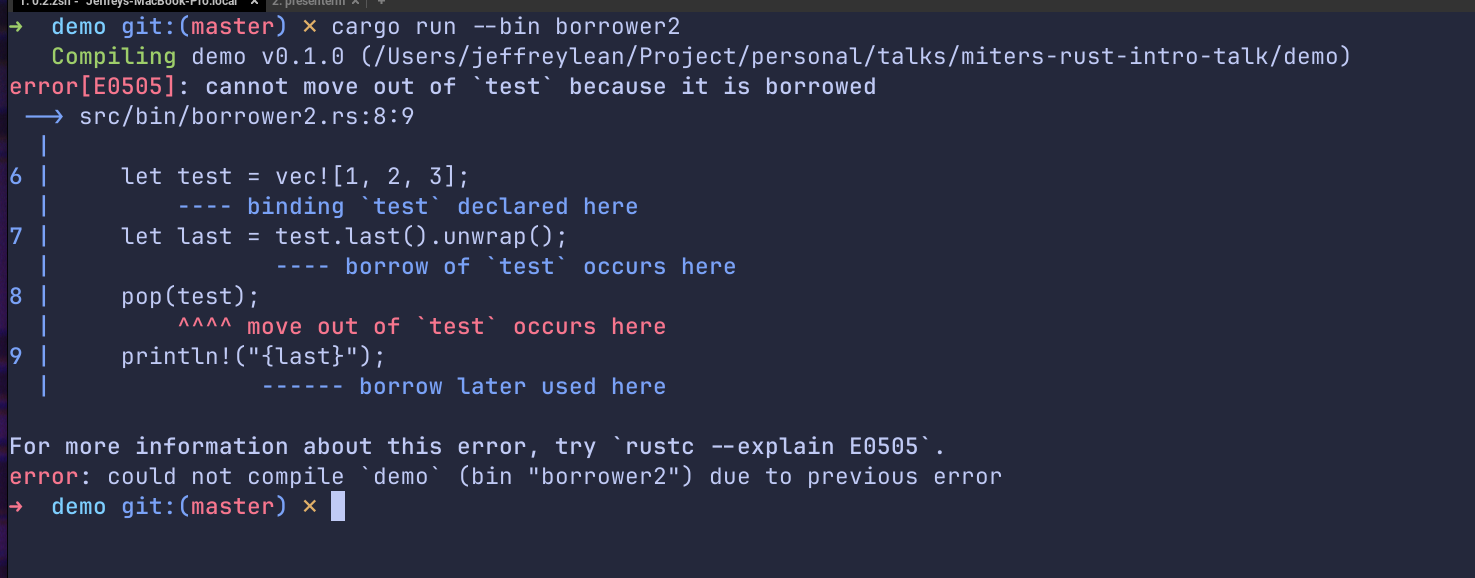 1. 0.2.zsh - "Jeffreys-MacBook-Pro.local" × 2. presenterm × +
→ demo git:(master) × cargo run --bin borrower2
Compiling demo v0.1.0 (/Users/jeffreylean/Project/personal/talks/miters-rust-intro-talk/demo)
error[E0505]: cannot move out of `test` because it is borrowed
--> src/bin/borrower2.rs:8:9
|
6 | let test = vec![1, 2, 3];
| ---- binding `test` declared here
7 | let last = test.last().unwrap();
| ---- borrow of `test` occurs here
8 | pop(test);
| ^^^^ move out of `test` occurs here
9 | println!("{last}");
| ------ borrow later used here
For more information about this error, try `rustc --explain E0505`.
error: could not compile `demo` (bin "borrower2") due to previous error
→ demo git:(master) ×